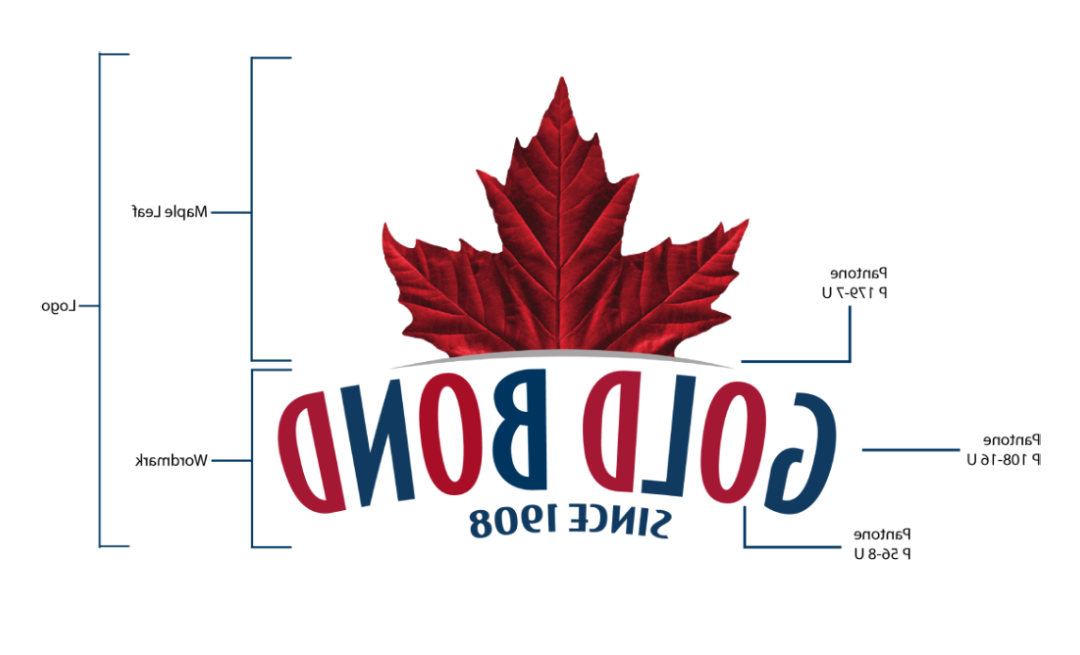 Maple Leaf
Logo
Pantone
P 179-7 U
GOLD BOND
SINCE 1908
Pantone
P 108-16 U
Wordmark
Pantone
P 56-8 U